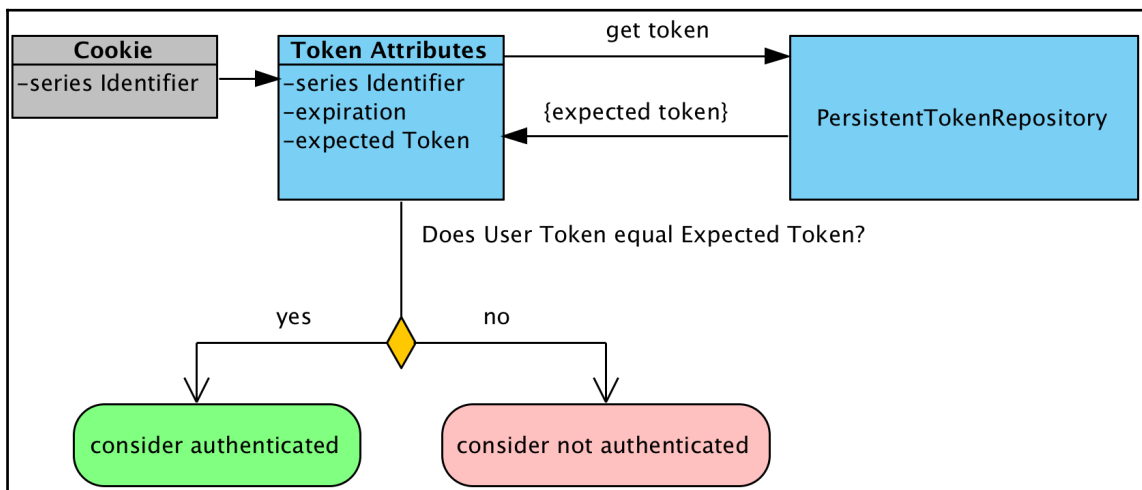 Cookie
-series Identifier
Token Attributes
-series Identifier
-expiration
-expected Token
get token
{expected token}
PersistentTokenRepository
Does User Token equal Expected Token?
yes
no
consider authenticated
consider not authenticated